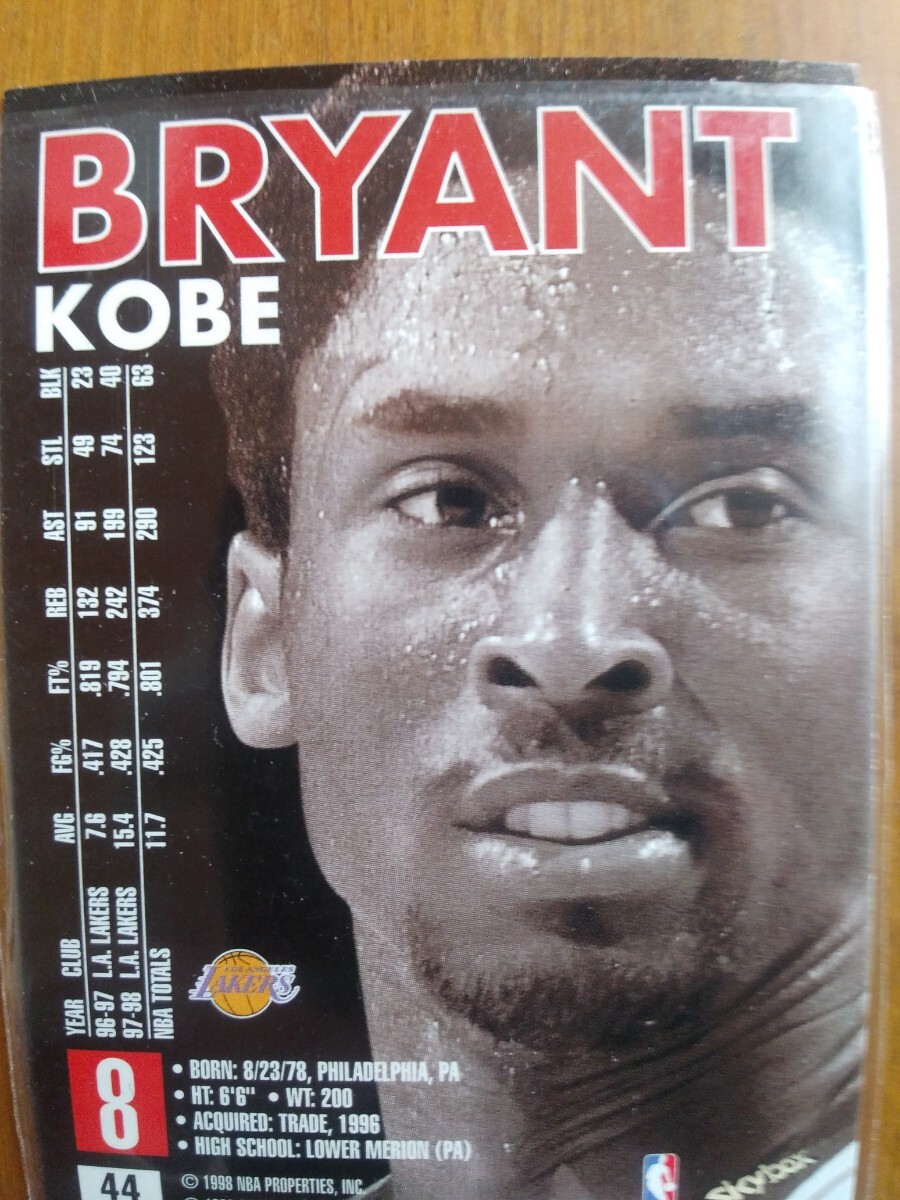 BRYANT
KOBE
YEAR CLUB AVG FG% FT% REB AST STL BLK
96-97 L.A. LAKERS 7.6 .417 .819 132 91 49 23
97-98 L.A. LAKERS 15.4 .428 .794 242 199 74 40
NBA TOTALS 11.7 .425 .801 374 290 123 63
LOS ANGELES
LAKERS
8
• BORN: 8/23/78, PHILADELPHIA, PA
• HT: 6'6" • WT: 200
• ACQUIRED: TRADE, 1996
• HIGH SCHOOL: LOWER MERION (PA)
44
© 1998 NBA PROPERTIES, INC.
Skybox